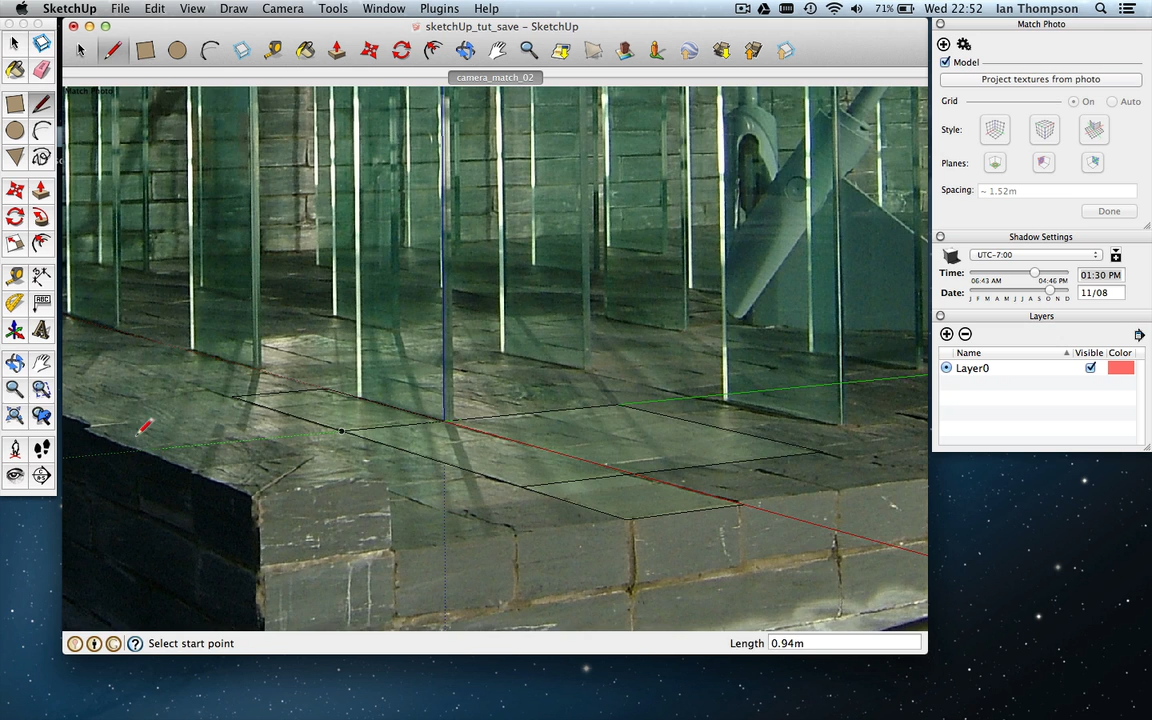 SketchUp File Edit View Draw Camera Tools Window Plugins Help 71% Wed 22:52 Ian Thompson
sketchUp_tut_save – SketchUp
camera_match_02
Match Photo
Match Photo
Model
Project textures from photo
Grid On Auto
Style:
Planes:
Spacing: ~ 1.52m
Done
Shadow Settings
UTC-7:00
Time: 01:30 PM
06:43 AM 04:46 PM
Date: 11/08
J F M A M J J A S O N D
Layers
Name Visible Color
Layer0
ABC
Select start point
Length 0.94m